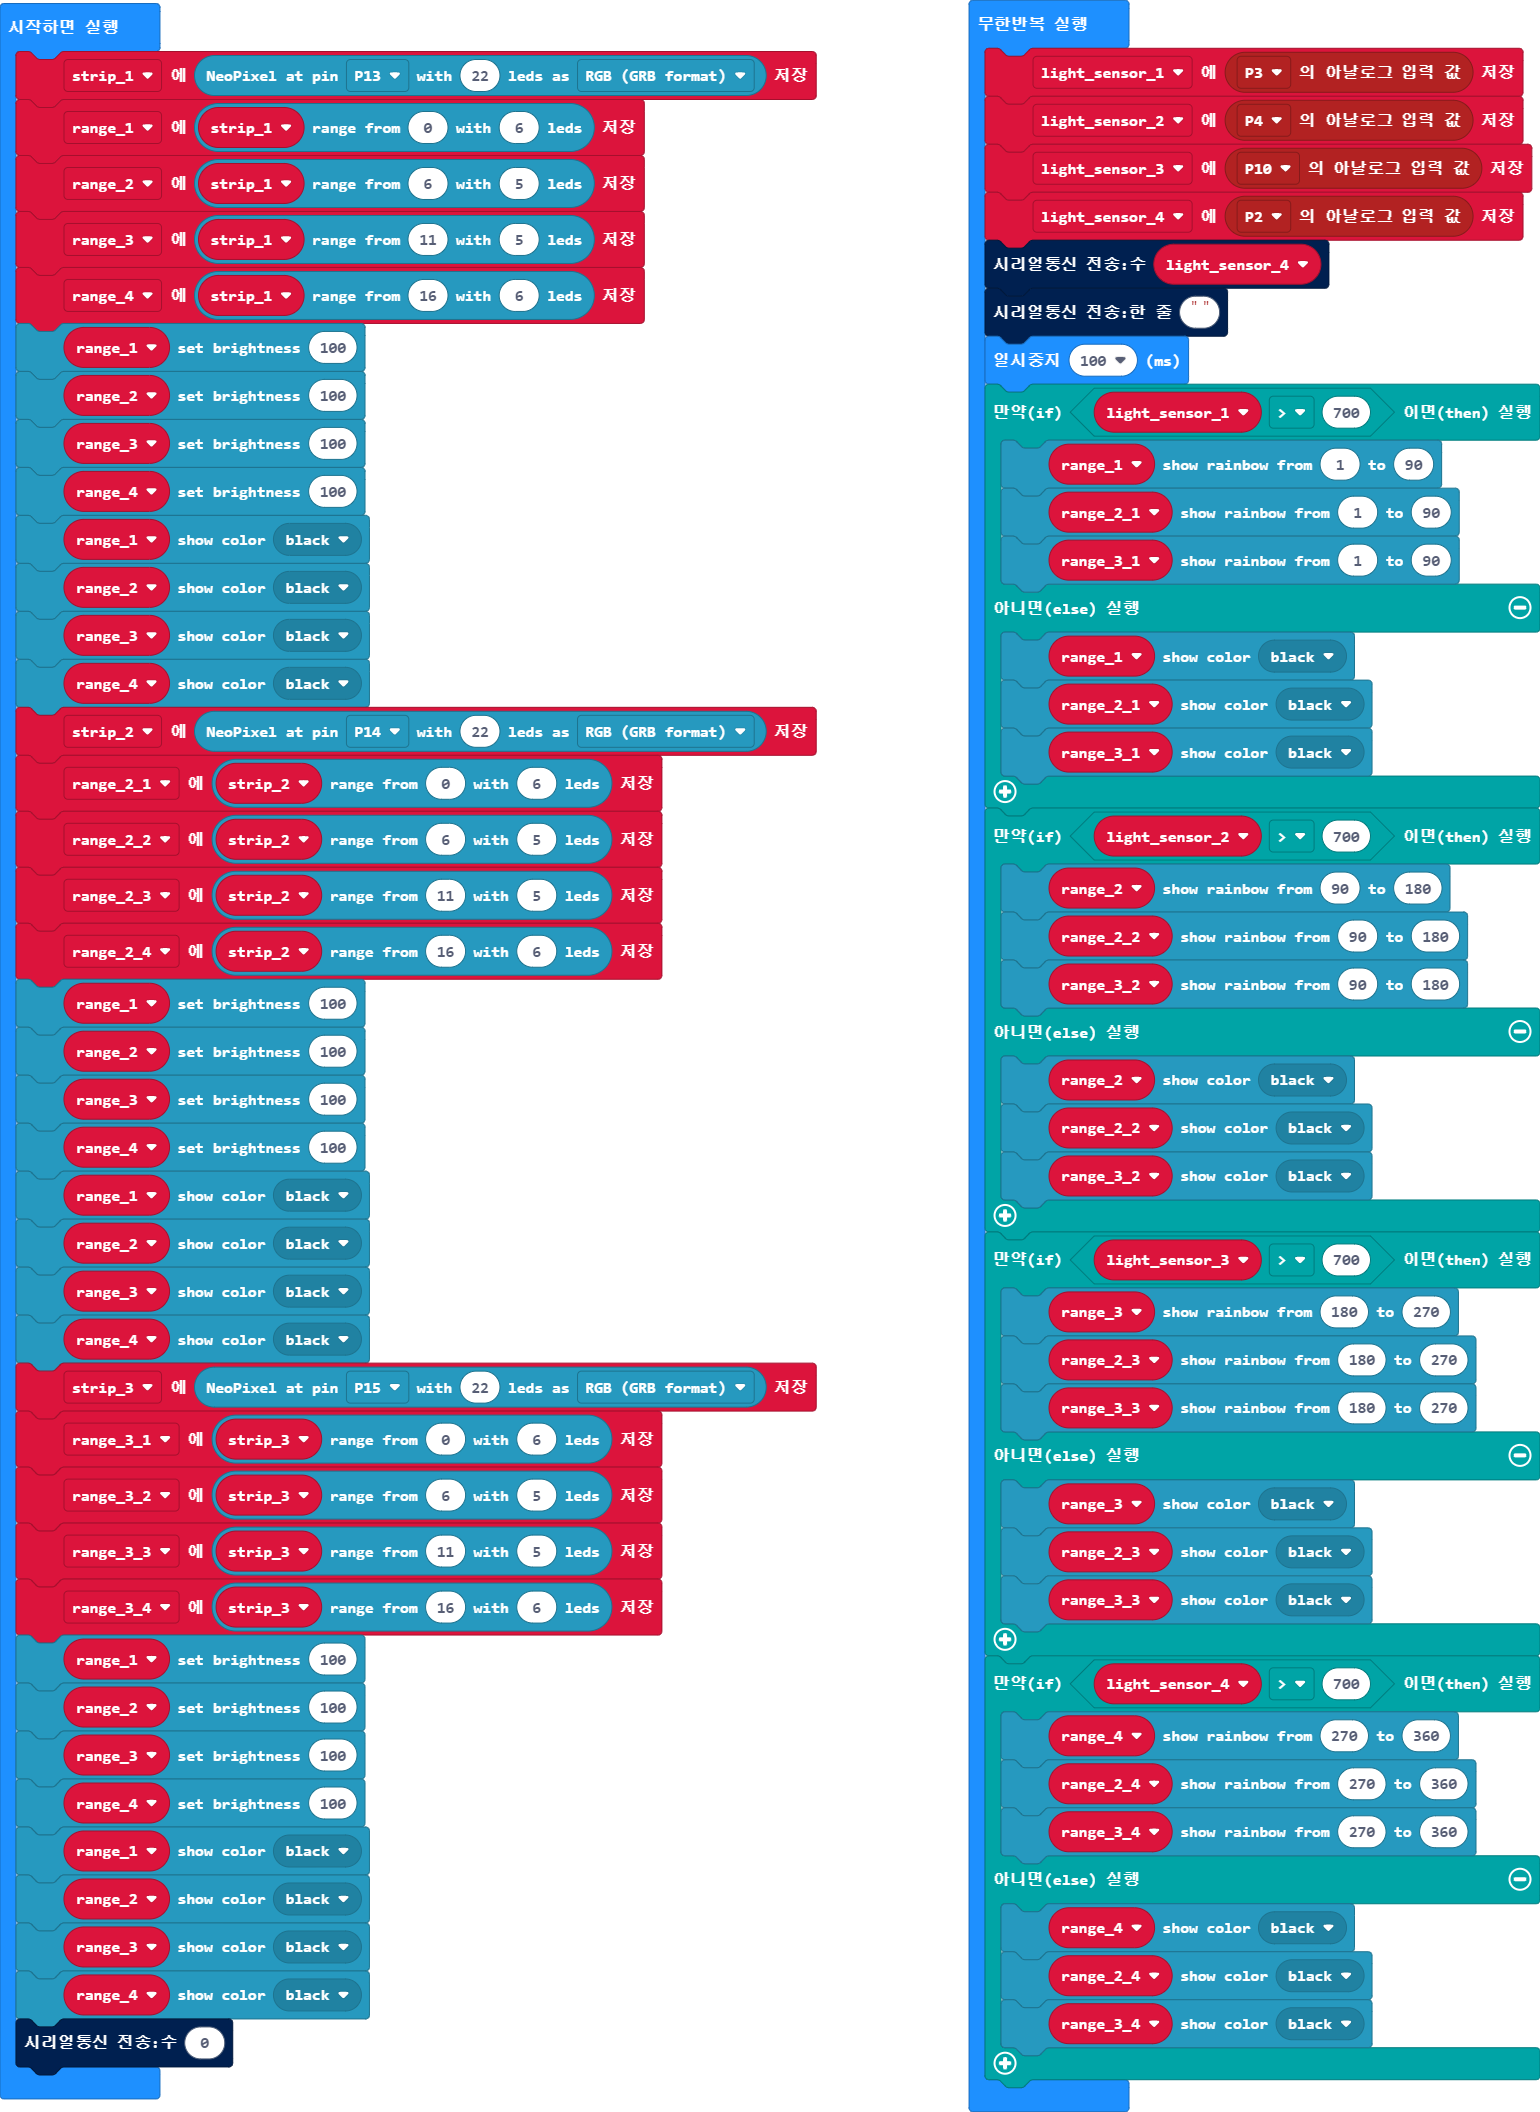 시작하면 실행
strip_1 에 NeoPixel at pin P13 with 22 leds as RGB (GRB format) 저장
range_1 에 strip_1 range from 0 with 6 leds 저장
range_2 에 strip_1 range from 6 with 5 leds 저장
range_3 에 strip_1 range from 11 with 5 leds 저장
range_4 에 strip_1 range from 16 with 6 leds 저장
range_1 set brightness 100
range_2 set brightness 100
range_3 set brightness 100
range_4 set brightness 100
range_1 show color black
range_2 show color black
range_3 show color black
range_4 show color black
strip_2 에 NeoPixel at pin P14 with 22 leds as RGB (GRB format) 저장
range_2_1 에 strip_2 range from 0 with 6 leds 저장
range_2_2 에 strip_2 range from 6 with 5 leds 저장
range_2_3 에 strip_2 range from 11 with 5 leds 저장
range_2_4 에 strip_2 range from 16 with 6 leds 저장
range_1 set brightness 100
range_2 set brightness 100
range_3 set brightness 100
range_4 set brightness 100
range_1 show color black
range_2 show color black
range_3 show color black
range_4 show color black
strip_3 에 NeoPixel at pin P15 with 22 leds as RGB (GRB format) 저장
range_3_1 에 strip_3 range from 0 with 6 leds 저장
range_3_2 에 strip_3 range from 6 with 5 leds 저장
range_3_3 에 strip_3 range from 11 with 5 leds 저장
range_3_4 에 strip_3 range from 16 with 6 leds 저장
range_1 set brightness 100
range_2 set brightness 100
range_3 set brightness 100
range_4 set brightness 100
range_1 show color black
range_2 show color black
range_3 show color black
range_4 show color black
시리얼통신 전송:수 0
무한반복 실행
light_sensor_1 에 P3 의 아날로그 입력 값 저장
light_sensor_2 에 P4 의 아날로그 입력 값 저장
light_sensor_3 에 P10 의 아날로그 입력 값 저장
light_sensor_4 에 P2 의 아날로그 입력 값 저장
시리얼통신 전송:수 light_sensor_4
시리얼통신 전송:한 줄 " "
일시중지 100 (ms)
만약(if) light_sensor_1 > 700 이면(then) 실행
range_1 show rainbow from 1 to 90
range_2_1 show rainbow from 1 to 90
range_3_1 show rainbow from 1 to 90
아니면(else) 실행
range_1 show color black
range_2_1 show color black
range_3_1 show color black
만약(if) light_sensor_2 > 700 이면(then) 실행
range_2 show rainbow from 90 to 180
range_2_2 show rainbow from 90 to 180
range_3_2 show rainbow from 90 to 180
아니면(else) 실행
range_2 show color black
range_2_2 show color black
range_3_2 show color black
만약(if) light_sensor_3 > 700 이면(then) 실행
range_3 show rainbow from 180 to 270
range_2_3 show rainbow from 180 to 270
range_3_3 show rainbow from 180 to 270
아니면(else) 실행
range_3 show color black
range_2_3 show color black
range_3_3 show color black
만약(if) light_sensor_4 > 700 이면(then) 실행
range_4 show rainbow from 270 to 360
range_2_4 show rainbow from 270 to 360
range_3_4 show rainbow from 270 to 360
아니면(else) 실행
range_4 show color black
range_2_4 show color black
range_3_4 show color black